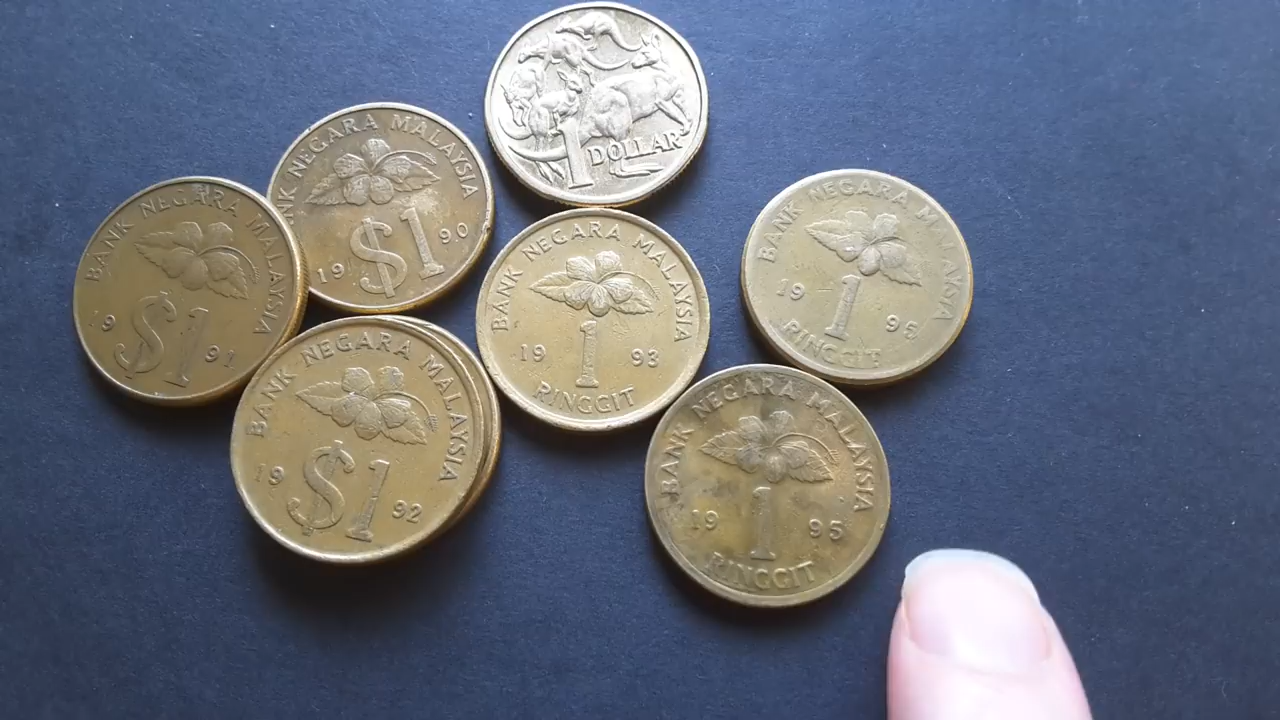 1 DOLLAR
BANK NEGARA MALAYSIA
19 $1 90
BANK NEGARA MALAYSIA
9 $1 91
BANK NEGARA MALAYSIA
19 1 93
RINGGIT
BANK NEGARA MALAYSIA
19 1 95
RINGGIT
BANK NEGARA MALAYSIA
19 $1 92
BANK NEGARA MALAYSIA
19 1 95
RINGGIT